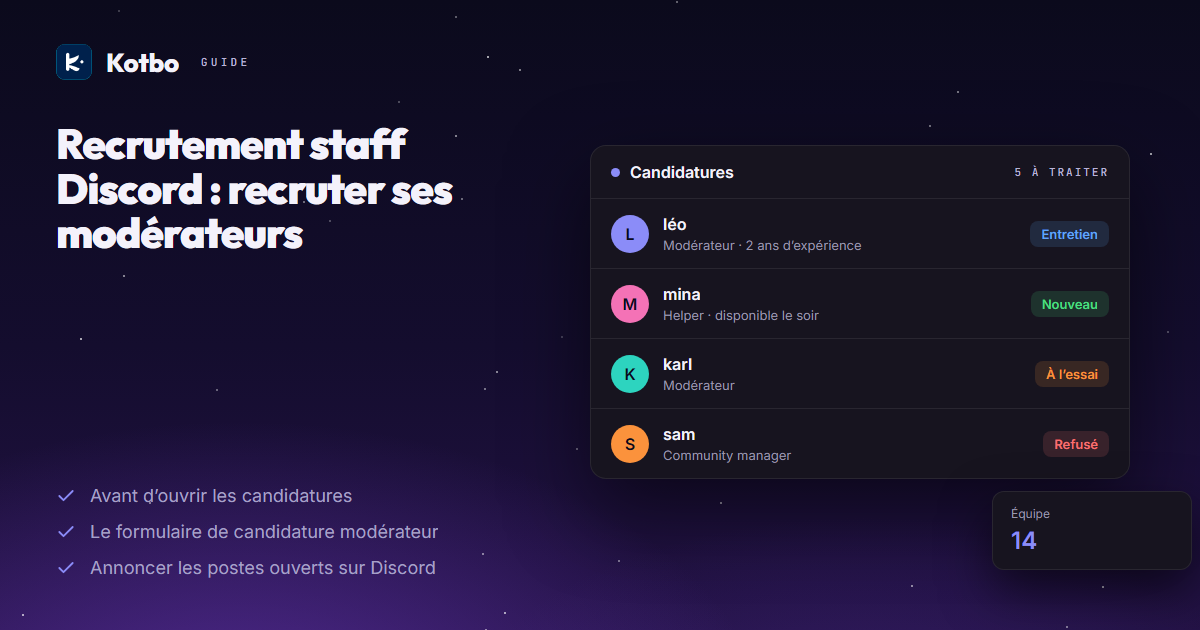 Kotbo GUIDE
Recrutement staff
Discord : recruter ses
modérateurs
Avant d’ouvrir les candidatures
Le formulaire de candidature modérateur
Annoncer les postes ouverts sur Discord
Candidatures 5 À TRAITER
L léo Entretien
Modérateur · 2 ans d’expérience
M mina Nouveau
Helper · disponible le soir
K karl À l’essai
Modérateur
S sam Refusé
Community manager
Équipe
14